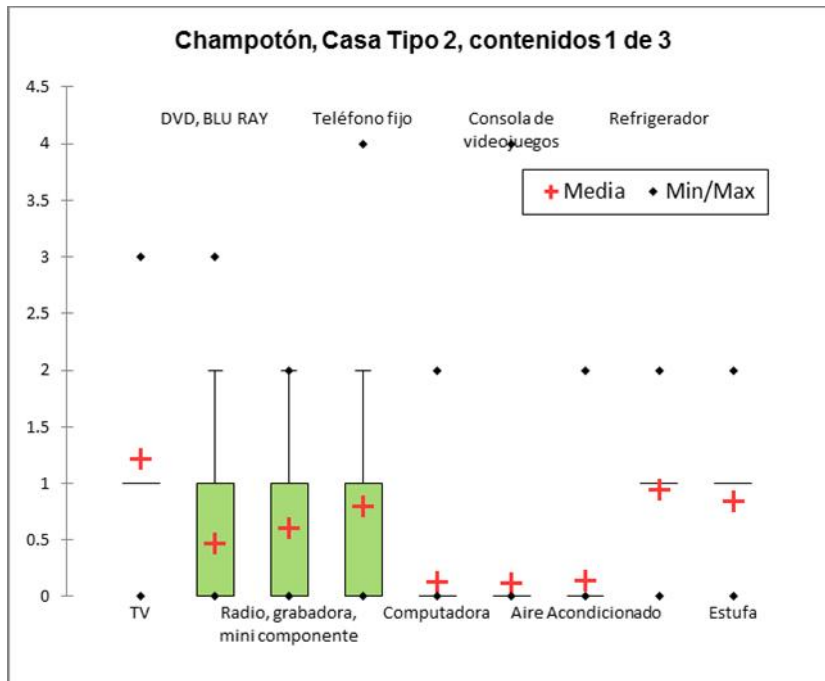 Champotón, Casa Tipo 2, contenidos 1 de 3
4.5
DVD, BLU RAY
Teléfono fijo
Consola de
videojuegos
Refrigerador
4
Media
Min/Max
3.5
3
2.5
2
1.5
1
0.5
0
TV
Radio, grabadora,
mini componente
Computadora
Aire Acondicionado
Estufa